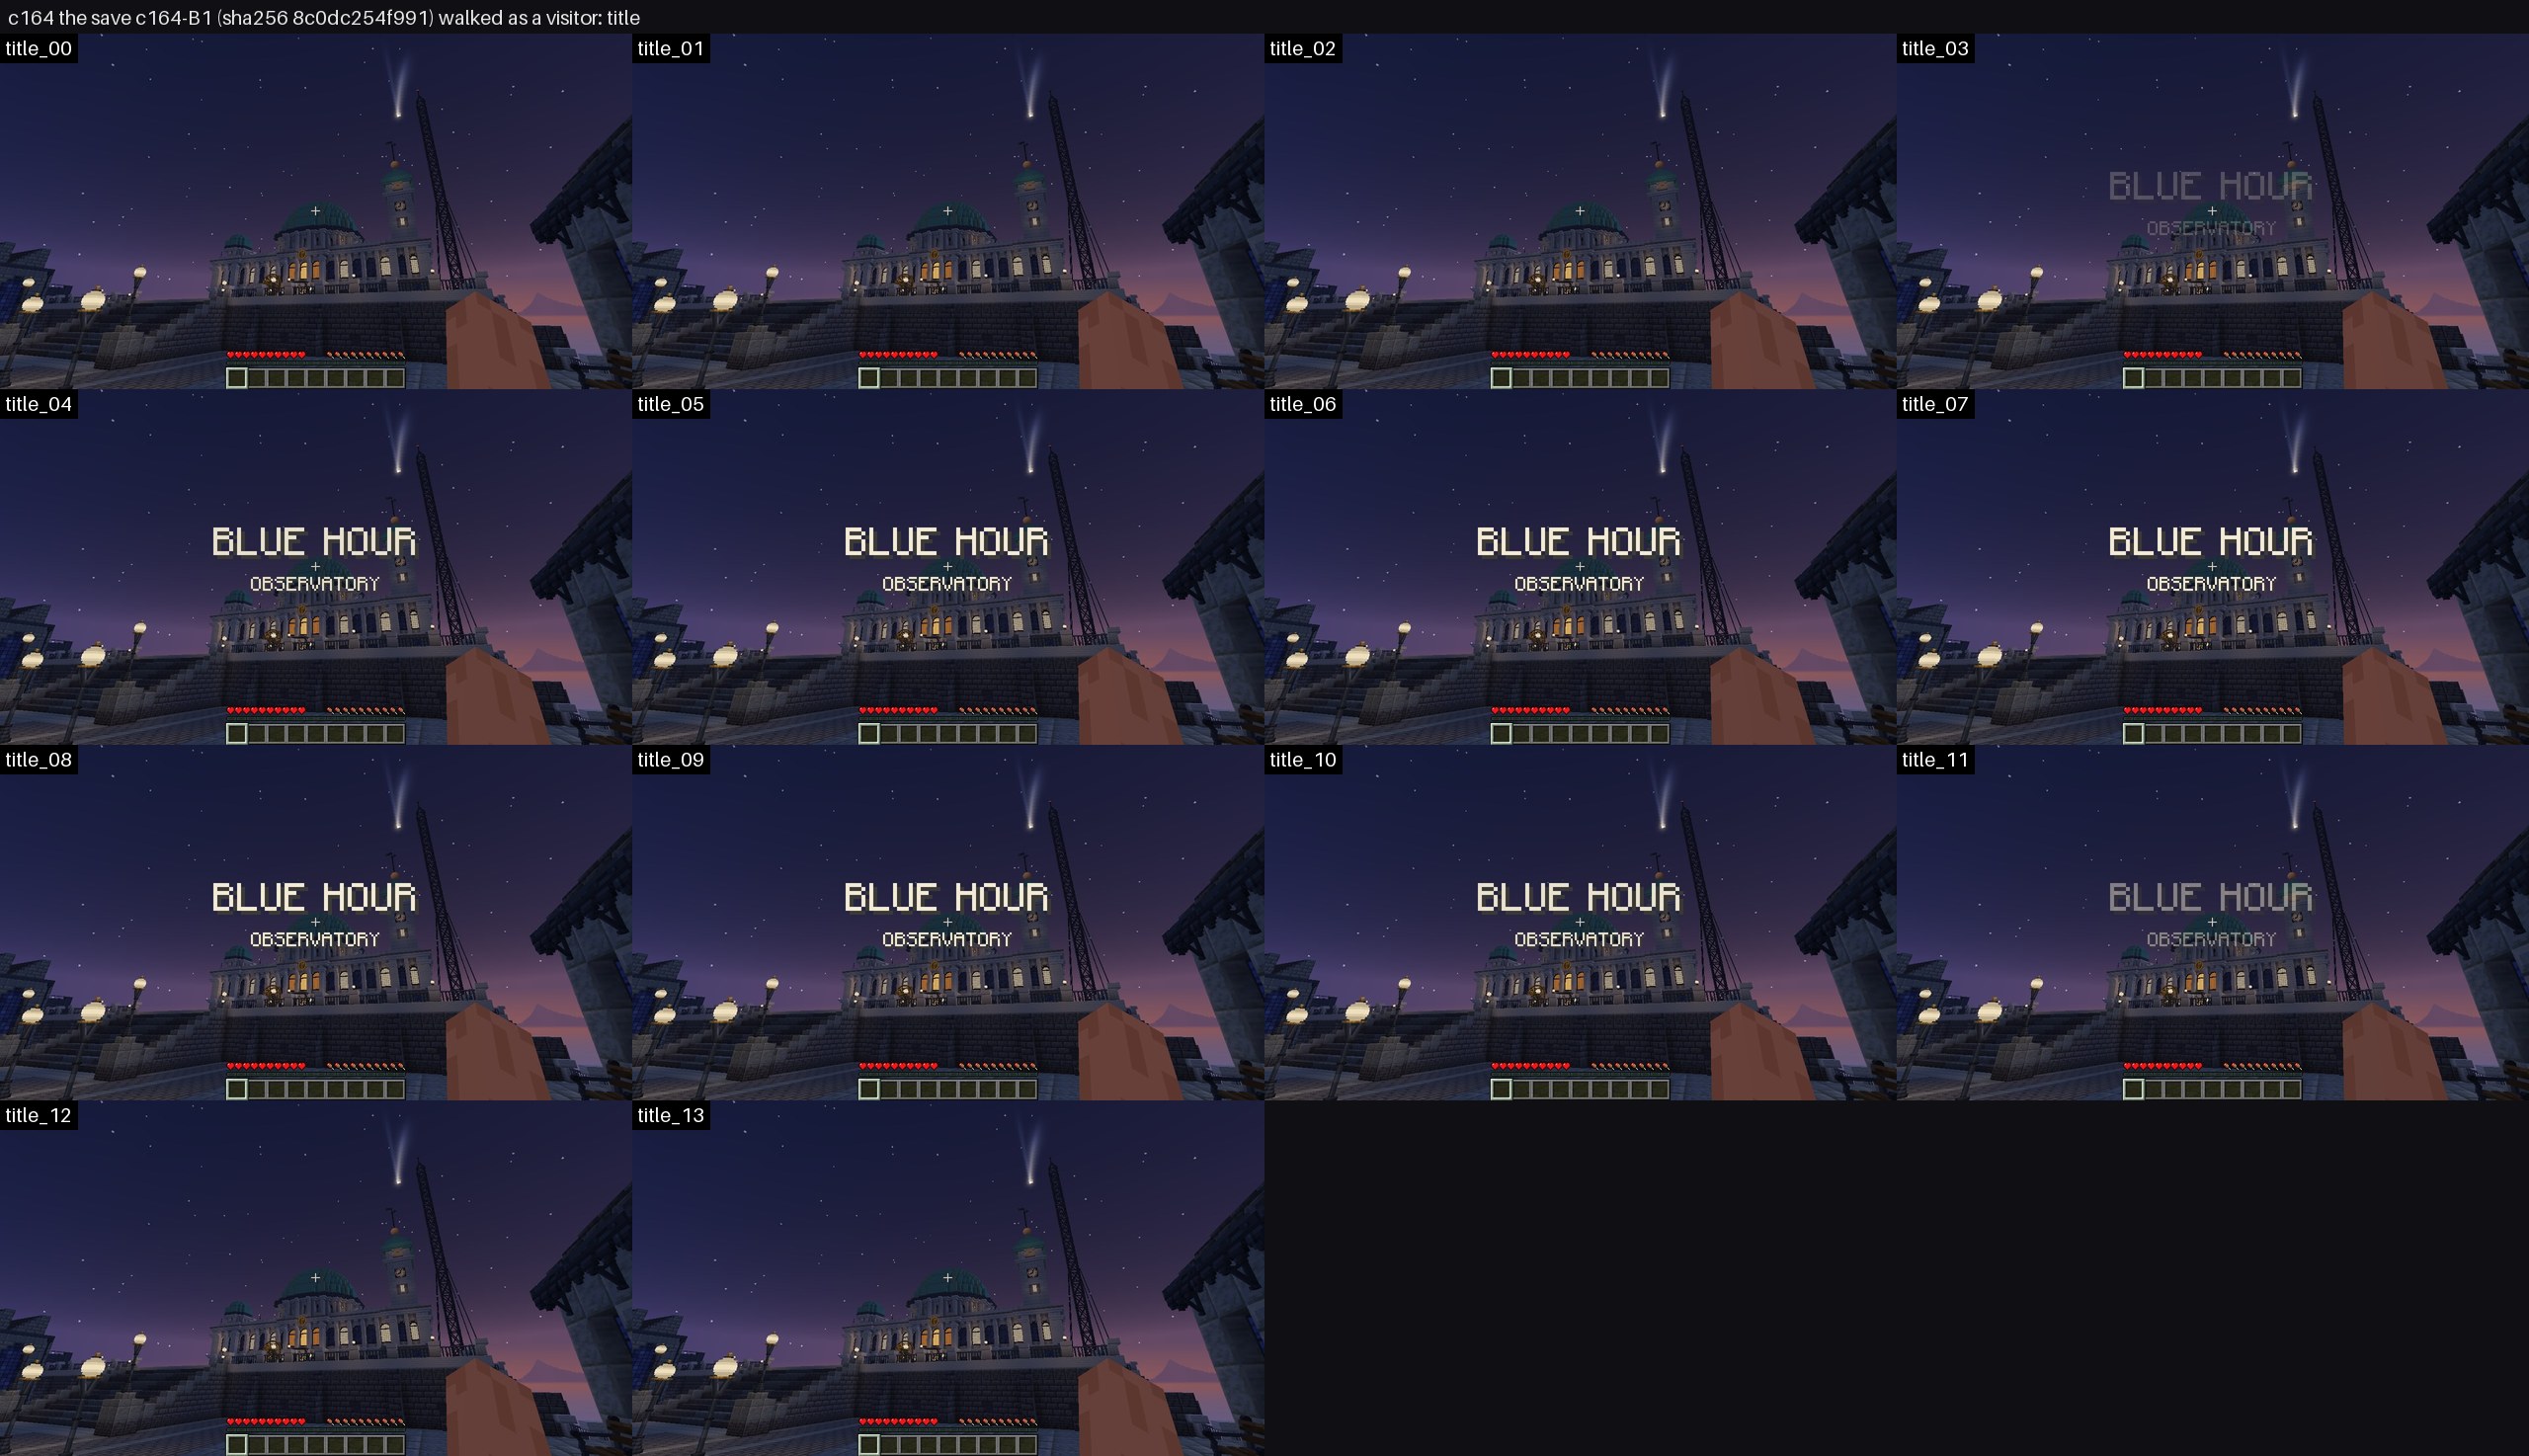 c164 the save c164-B1 (sha256 8c0dc254f991) walked as a visitor: title
title_00
title_01
title_02
title_03
BLUE HOUR
OBSERVATORY
title_04
BLUE HOUR
OBSERVATORY
title_05
BLUE HOUR
OBSERVATORY
title_06
BLUE HOUR
OBSERVATORY
title_07
BLUE HOUR
OBSERVATORY
title_08
BLUE HOUR
OBSERVATORY
title_09
BLUE HOUR
OBSERVATORY
title_10
BLUE HOUR
OBSERVATORY
title_11
BLUE HOUR
OBSERVATORY
title_12
title_13